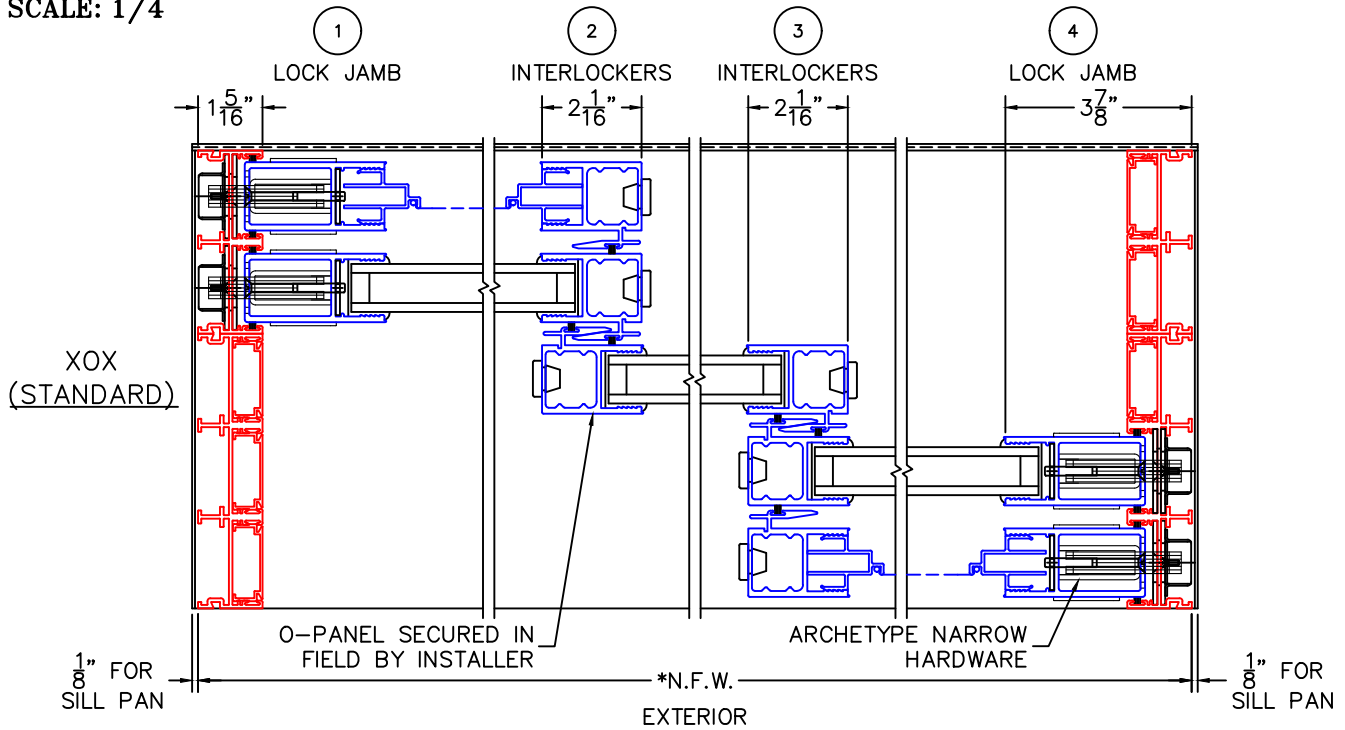 SCALE: 1/4
1
2
3
4
LOCK JAMB
INTERLOCKERS
INTERLOCKERS
LOCK JAMB
1 5/16"
2 1/16"
2 1/16"
3 7/8"
XOX
(STANDARD)
O-PANEL SECURED IN
FIELD BY INSTALLER
ARCHETYPE NARROW
HARDWARE
1/8" FOR
SILL PAN
*N.F.W.
1/8" FOR
SILL PAN
EXTERIOR